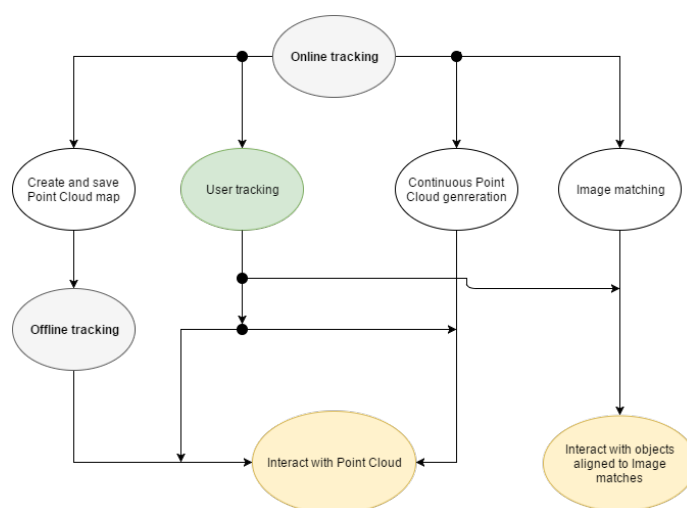 Online tracking
Create and save
Point Cloud map
User tracking
Continuous Point
Cloud genreration
Image matching
Offline tracking
Interact with Point Cloud
Interact with objects
aligned to Image
matches